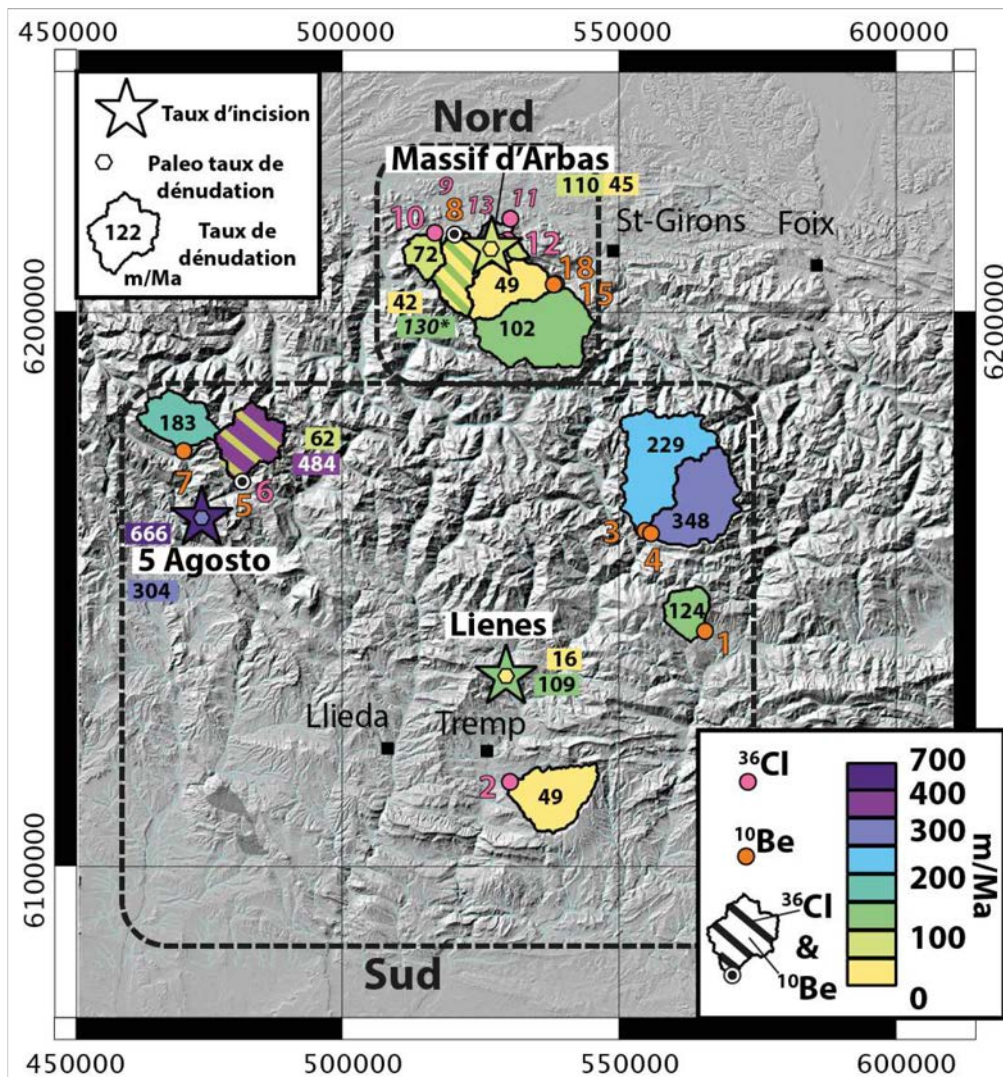 450000 500000 550000 600000
Taux d'incision
Paleo taux de
dénudation
122
Taux de
dénudation
m/Ma
Nord
Massif d'Arbas
9
110
45
10
8
13
11
12
St-Girons
Foix
72
18
49
15
42
130*
102
6200000
6200000
183
62
484
229
7
5
6
348
666
3
4
5 Agosto
304
124
1
Lienes
16
109
Llieda
Tremp
2
49
6100000
Sud
³⁶Cl
¹⁰Be
³⁶Cl
&
¹⁰Be
700
400
300
200
100
0
m/Ma
450000 500000 550000 600000